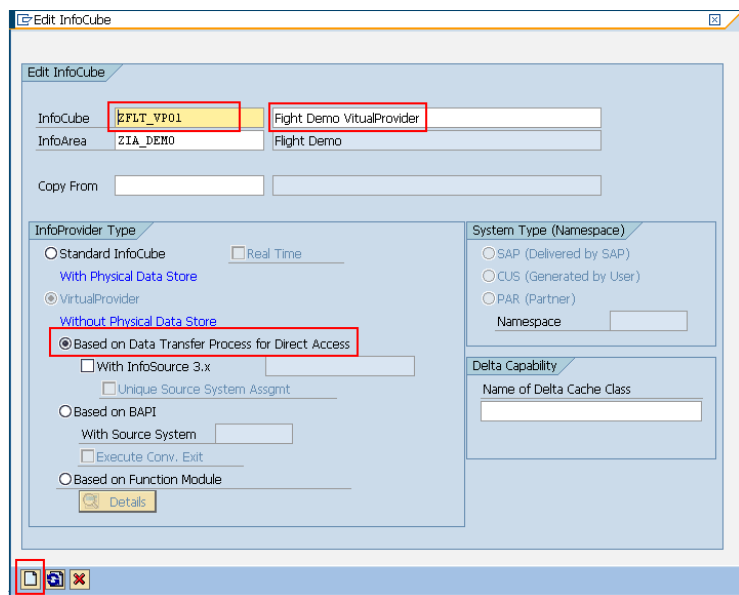 Edit InfoCube
Edit InfoCube
InfoCube ZFLT_VP01 Fight Demo VitualProvider
InfoArea ZIA_DEMO Flight Demo
Copy From
InfoProvider Type
Standard InfoCube Real Time
With Physical Data Store
VirtualProvider
Without Physical Data Store
Based on Data Transfer Process for Direct Access
With InfoSource 3.x
Unique Source System Assgmt
Based on BAPI
With Source System
Execute Conv. Exit
Based on Function Module
Details
System Type (Namespace)
SAP (Delivered by SAP)
CUS (Generated by User)
PAR (Partner)
Namespace
Delta Capability
Name of Delta Cache Class